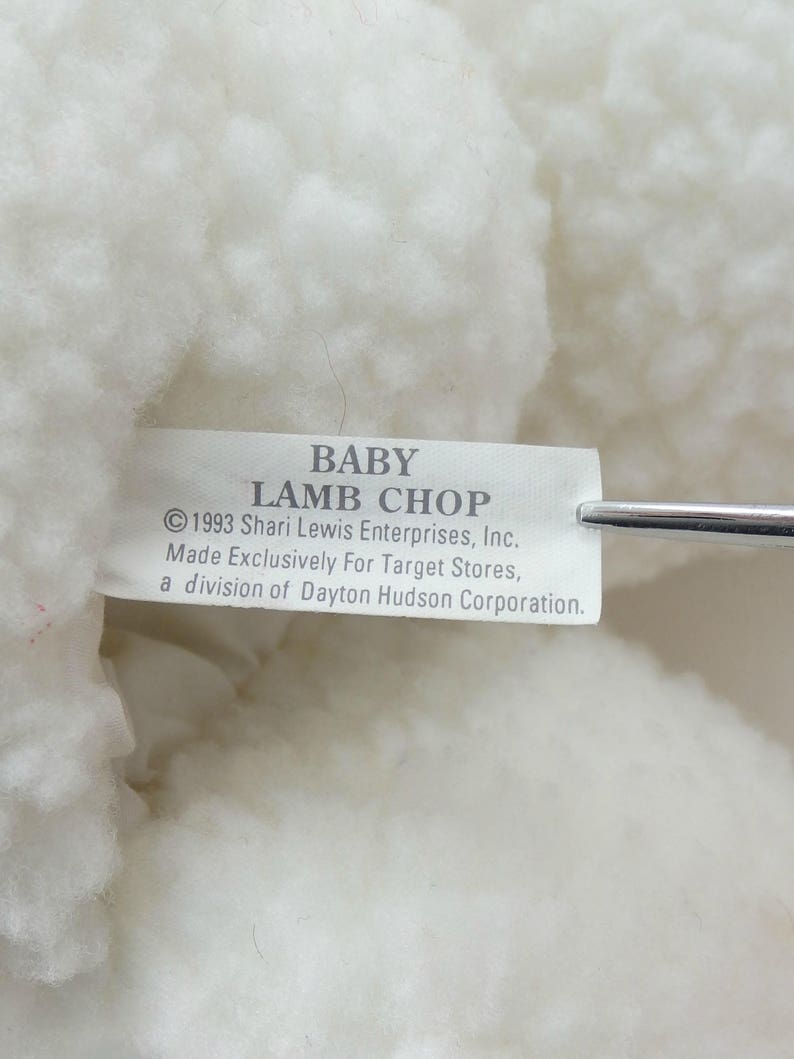 BABY
LAMB CHOP
©1993 Shari Lewis Enterprises, Inc.
Made Exclusively For Target Stores,
a division of Dayton Hudson Corporation.